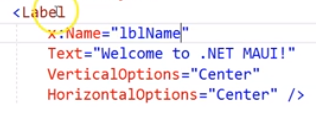 <Label
x:Name="lblName"
Text="Welcome to .NET MAUI!"
VerticalOptions="Center"
HorizontalOptions="Center" />